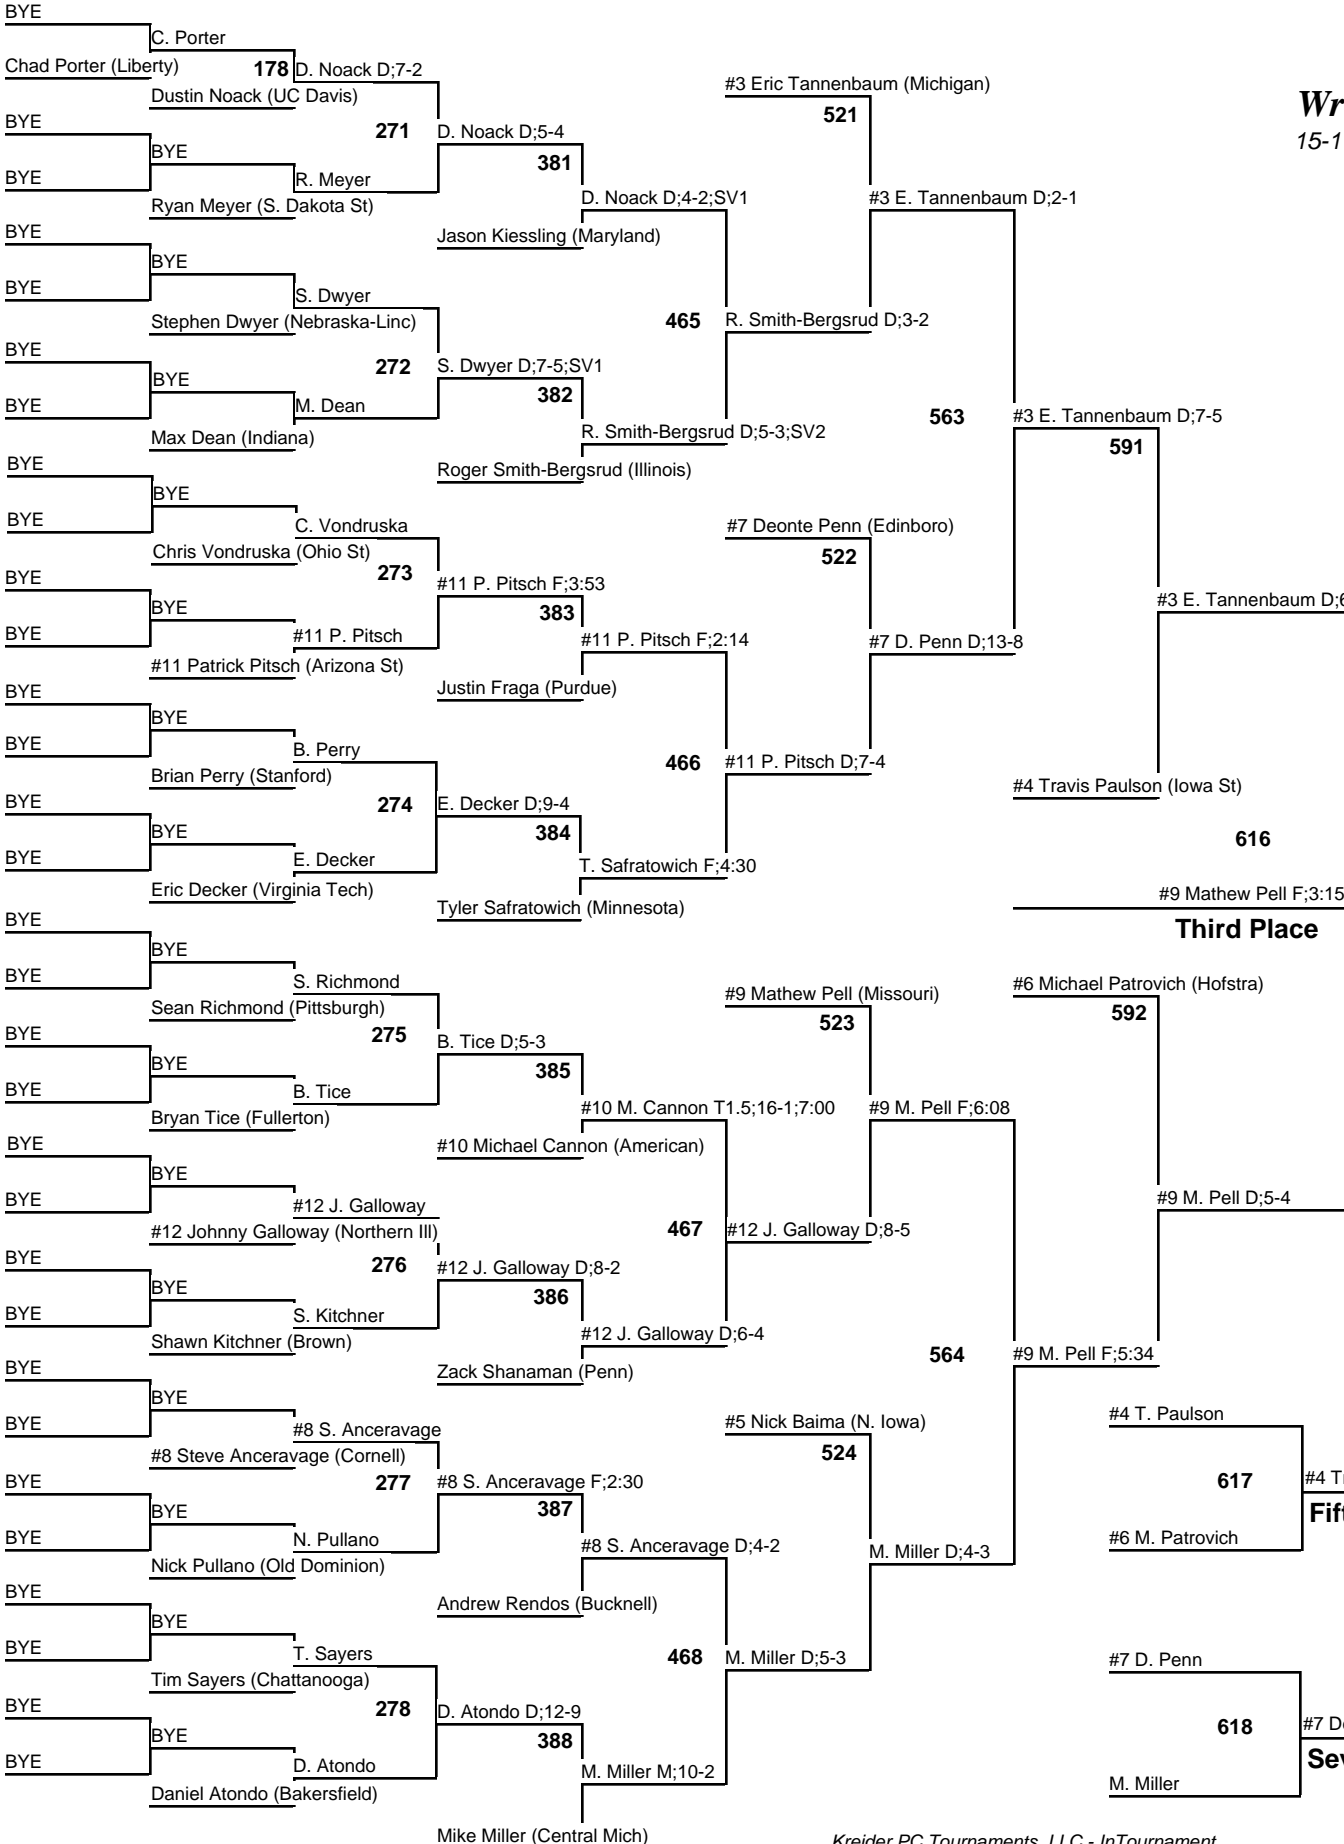 BYE
C. Porter
Chad Porter (Liberty)
178
D. Noack D;7-2
Dustin Noack (UC Davis)
#3 Eric Tannenbaum (Michigan)
521
Wr
15-1
BYE
271
D. Noack D;5-4
BYE
381
BYE
R. Meyer
Ryan Meyer (S. Dakota St)
D. Noack D;4-2;SV1
#3 E. Tannenbaum D;2-1
BYE
Jason Kiessling (Maryland)
BYE
BYE
S. Dwyer
Stephen Dwyer (Nebraska-Linc)
465
R. Smith-Bergsrud D;3-2
BYE
272
S. Dwyer D;7-5;SV1
BYE
382
BYE
M. Dean
563
#3 E. Tannenbaum D;7-5
Max Dean (Indiana)
R. Smith-Bergsrud D;5-3;SV2
591
BYE
Roger Smith-Bergsrud (Illinois)
BYE
BYE
C. Vondruska
#7 Deonte Penn (Edinboro)
Chris Vondruska (Ohio St)
522
273
#11 P. Pitsch F;3:53
BYE
383
#3 E. Tannenbaum D;6
BYE
BYE
#11 P. Pitsch
#11 P. Pitsch F;2:14
#7 D. Penn D;13-8
#11 Patrick Pitsch (Arizona St)
BYE
Justin Fraga (Purdue)
BYE
BYE
B. Perry
466
#11 P. Pitsch D;7-4
Brian Perry (Stanford)
#4 Travis Paulson (Iowa St)
BYE
274
E. Decker D;9-4
BYE
384
616
BYE
E. Decker
T. Safratowich F;4:30
Eric Decker (Virginia Tech)
#9 Mathew Pell F;3:15
Tyler Safratowich (Minnesota)
BYE
Third Place
BYE
BYE
S. Richmond
#9 Mathew Pell (Missouri)
#6 Michael Patrovich (Hofstra)
Sean Richmond (Pittsburgh)
523
592
BYE
275
B. Tice D;5-3
BYE
385
BYE
B. Tice
#10 M. Cannon T1.5;16-1;7:00
#9 M. Pell F;6:08
Bryan Tice (Fullerton)
#10 Michael Cannon (American)
BYE
BYE
BYE
#12 J. Galloway
#9 M. Pell D;5-4
#12 Johnny Galloway (Northern Ill)
467
#12 J. Galloway D;8-5
BYE
276
#12 J. Galloway D;8-2
BYE
386
BYE
S. Kitchner
#12 J. Galloway D;6-4
Shawn Kitchner (Brown)
564
#9 M. Pell F;5:34
BYE
Zack Shanaman (Penn)
BYE
BYE
#8 S. Anceravage
#5 Nick Baima (N. Iowa)
#4 T. Paulson
#8 Steve Anceravage (Cornell)
524
BYE
277
#8 S. Anceravage F;2:30
617
#4 T
BYE
387
Fif
BYE
N. Pullano
#8 S. Anceravage D;4-2
M. Miller D;4-3
#6 M. Patrovich
Nick Pullano (Old Dominion)
BYE
Andrew Rendos (Bucknell)
BYE
BYE
T. Sayers
468
M. Miller D;5-3
#7 D. Penn
Tim Sayers (Chattanooga)
BYE
278
D. Atondo D;12-9
618
#7 D
BYE
388
BYE
D. Atondo
M. Miller M;10-2
Sev
Daniel Atondo (Bakersfield)
M. Miller
Mike Miller (Central Mich)
Kreider PC Tournaments, LLC - InTournament